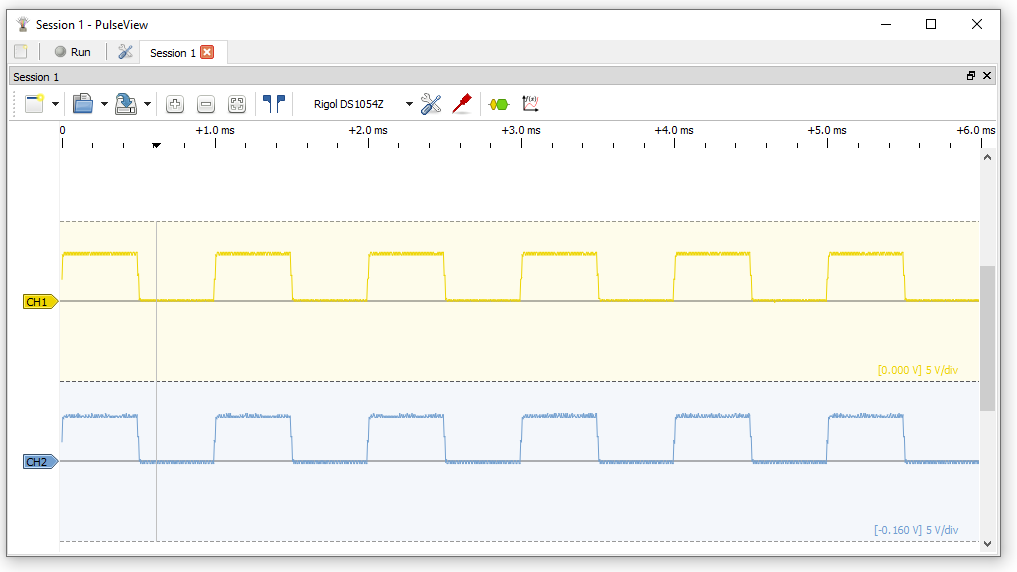 Session 1 - PulseView
Run
Session 1
Session 1
Rigol DS1054Z
f(x)
0 +1.0 ms +2.0 ms +3.0 ms +4.0 ms +5.0 ms +6.0 ms
CH1
[0.000 V] 5 V/div
CH2
[-0.160 V] 5 V/div